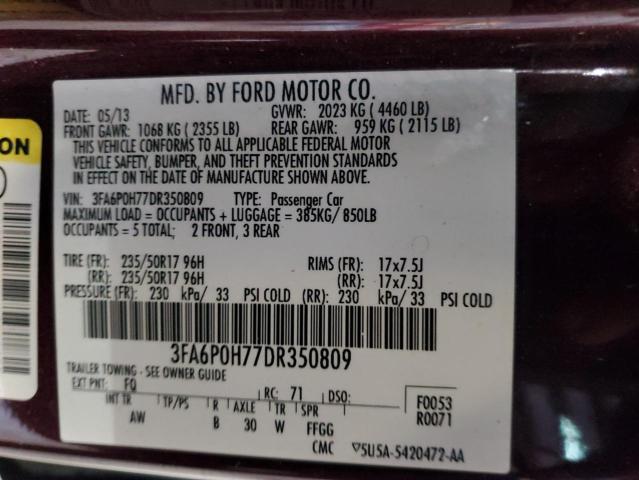 MFD. BY FORD MOTOR CO.
DATE: 05/13 GVWR: 2023 KG ( 4460 LB)
FRONT GAWR: 1068 KG ( 2355 LB) REAR GAWR: 959 KG ( 2115 LB)
THIS VEHICLE CONFORMS TO ALL APPLICABLE FEDERAL MOTOR
VEHICLE SAFETY, BUMPER, AND THEFT PREVENTION STANDARDS
IN EFFECT ON THE DATE OF MANUFACTURE SHOWN ABOVE.
VIN: 3FA6P0H77DR350809 TYPE: Passenger Car
MAXIMUM LOAD = OCCUPANTS + LUGGAGE = 385KG/ 850LB
OCCUPANTS = 5 TOTAL; 2 FRONT, 3 REAR
TIRE (FR): 235/50R17 96H RIMS (FR): 17x7.5J
(RR): 235/50R17 96H (RR): 17x7.5J
PRESSURE (FR): 230 kPa/ 33 PSI COLD (RR): 230 kPa/ 33 PSI COLD
3FA6P0H77DR350809
TRAILER TOWING - SEE OWNER GUIDE
EXT PNT: FQ RC: 71 DSO: F0053
INT TR TP/PS R AXLE TR SPR R0071
AW B 30 W FFGG
CMC 5U5A-5420472-AA
ON